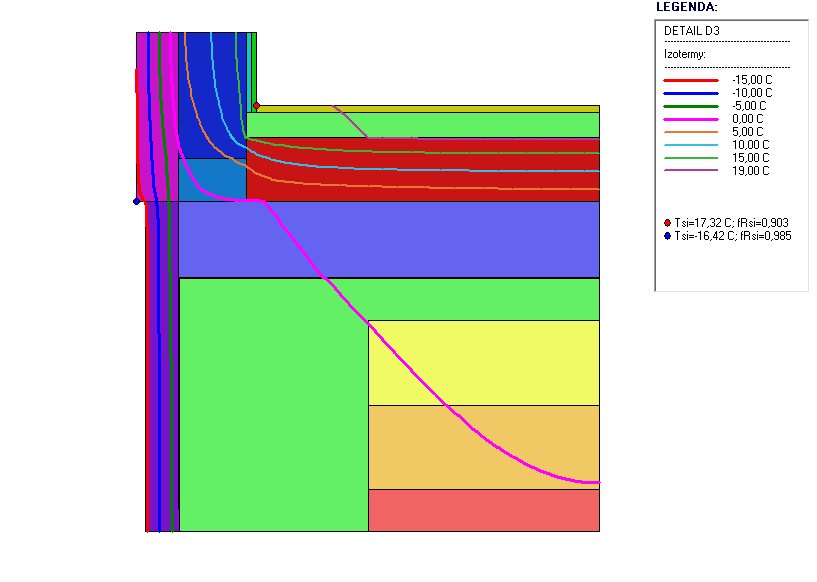 LEGENDA:
DETAIL D3
Izotermy:
-15,00 C
-10,00 C
-5,00 C
0,00 C
5,00 C
10,00 C
15,00 C
19,00 C
Tsi=17,32 C; fRsi=0,903
Tsi=-16,42 C; fRsi=0,985